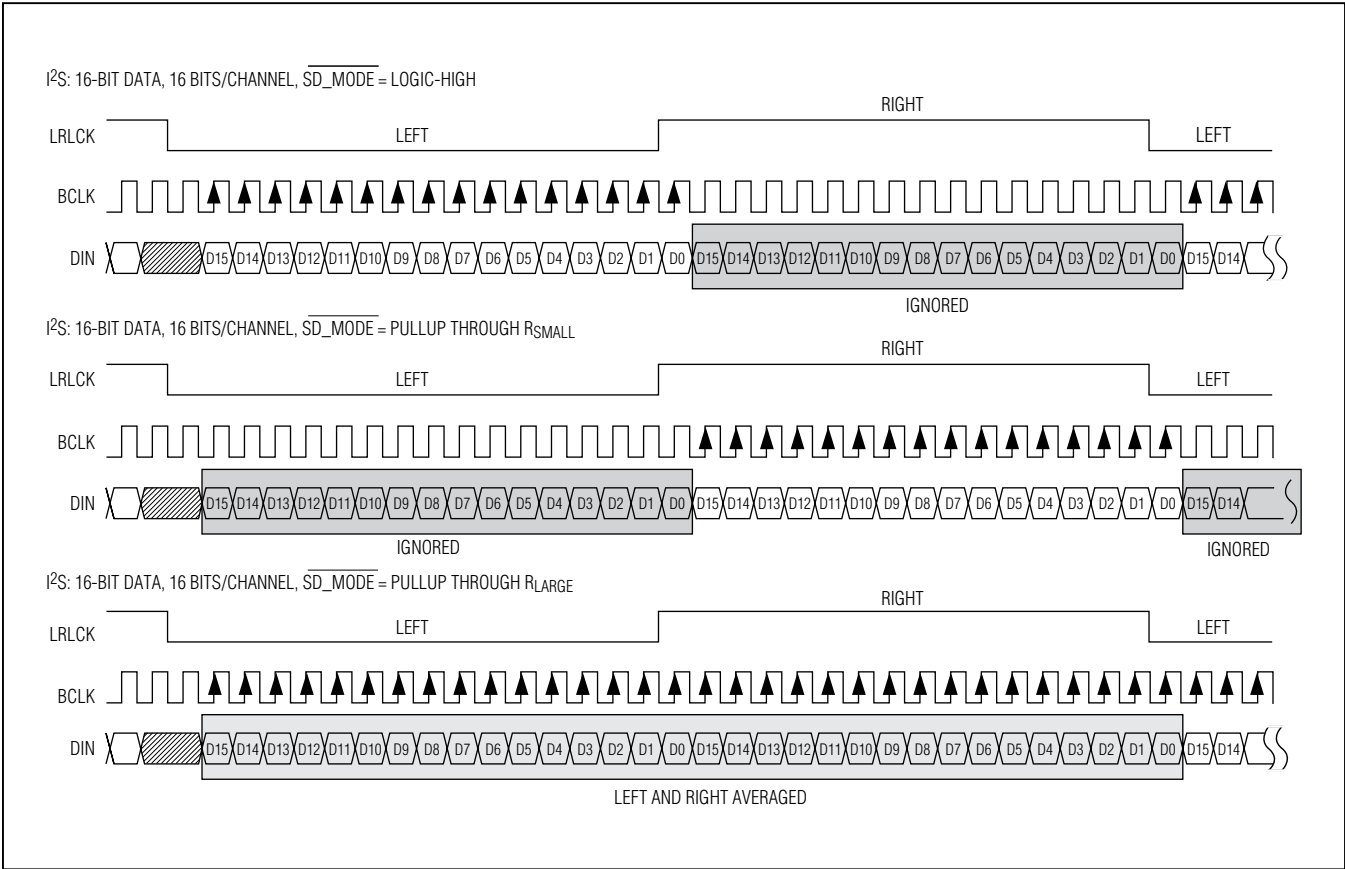 I²S: 16-BIT DATA, 16 BITS/CHANNEL, S̅D̅_̅M̅O̅D̅E̅ = LOGIC-HIGH
RIGHT
LRLCK LEFT LEFT
BCLK
DIN D15 D14 D13 D12 D11 D10 D9 D8 D7 D6 D5 D4 D3 D2 D1 D0 D15 D14 D13 D12 D11 D10 D9 D8 D7 D6 D5 D4 D3 D2 D1 D0 D15 D14
IGNORED
I²S: 16-BIT DATA, 16 BITS/CHANNEL, S̅D̅_̅M̅O̅D̅E̅ = PULLUP THROUGH RSMALL
RIGHT
LRLCK LEFT LEFT
BCLK
DIN D15 D14 D13 D12 D11 D10 D9 D8 D7 D6 D5 D4 D3 D2 D1 D0 D15 D14 D13 D12 D11 D10 D9 D8 D7 D6 D5 D4 D3 D2 D1 D0 D15 D14
IGNORED IGNORED
I²S: 16-BIT DATA, 16 BITS/CHANNEL, S̅D̅_̅M̅O̅D̅E̅ = PULLUP THROUGH RLARGE
RIGHT
LRLCK LEFT LEFT
BCLK
DIN D15 D14 D13 D12 D11 D10 D9 D8 D7 D6 D5 D4 D3 D2 D1 D0 D15 D14 D13 D12 D11 D10 D9 D8 D7 D6 D5 D4 D3 D2 D1 D0 D15 D14
LEFT AND RIGHT AVERAGED